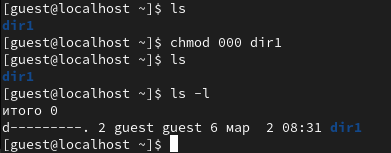 [guest@localhost ~]$ ls
dir1
[guest@localhost ~]$ chmod 000 dir1
[guest@localhost ~]$ ls
dir1
[guest@localhost ~]$ ls -l
итого 0
d---------. 2 guest guest 6 мар  2 08:31 dir1
[guest@localhost ~]$